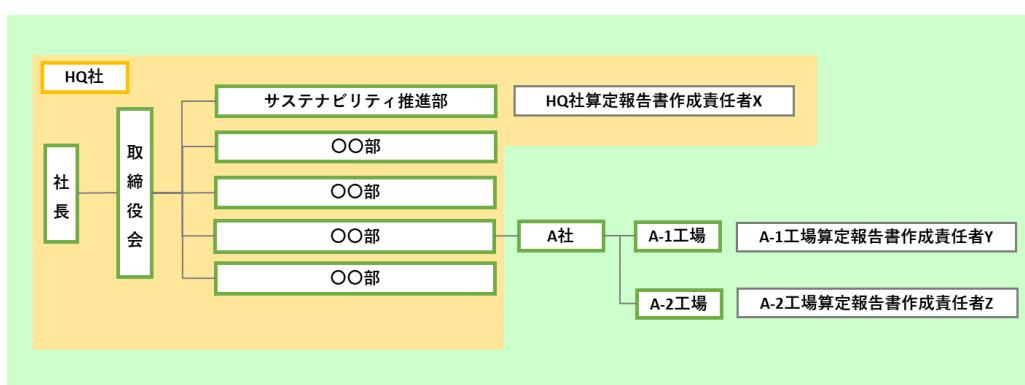 HQ社
サステナビリティ推進部
HQ社算定報告書作成責任者X
社長
取締役会
〇〇部
〇〇部
〇〇部
A社
A-1工場
A-1工場算定報告書作成責任者Y
〇〇部
A-2工場
A-2工場算定報告書作成責任者Z